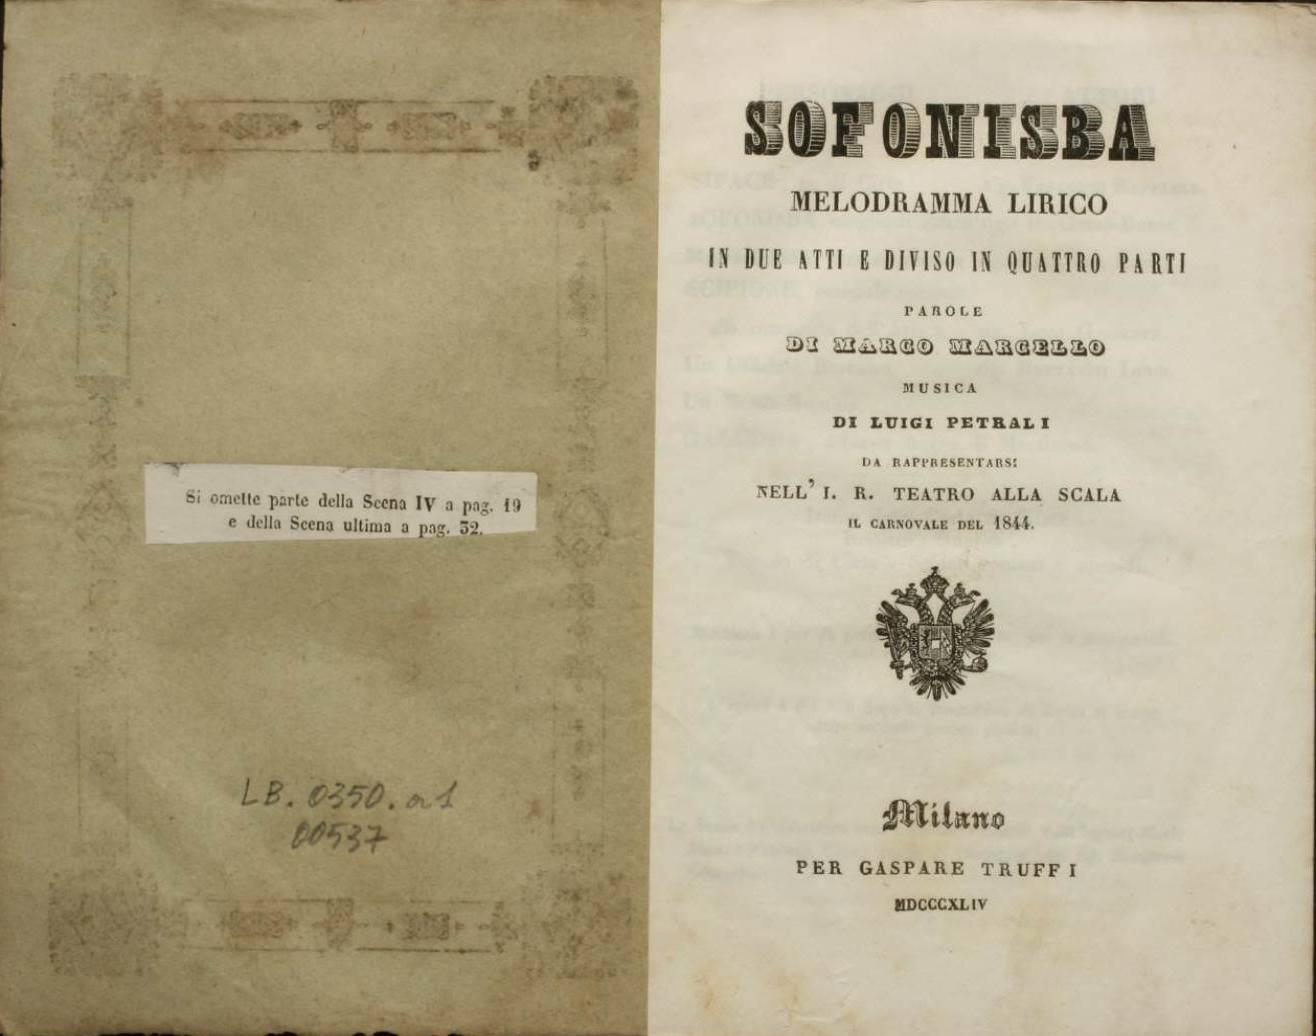 Si omette parte della Scena IV a pag. 19
e della Scena ultima a pag. 32.
LB. 0350. a 1
00537
SOFONISBA
MELODRAMMA LIRICO
IN DUE ATTI E DIVISO IN QUATTRO PARTI
PAROLE
DI MARCO MARCELLO
MUSICA
DI LUIGI PETRALI
DA RAPPRESENTARSI
NELL' I. R. TEATRO ALLA SCALA
IL CARNOVALE DEL 1844.
Milano
PER GASPARE TRUFFI
MDCCCXLIV